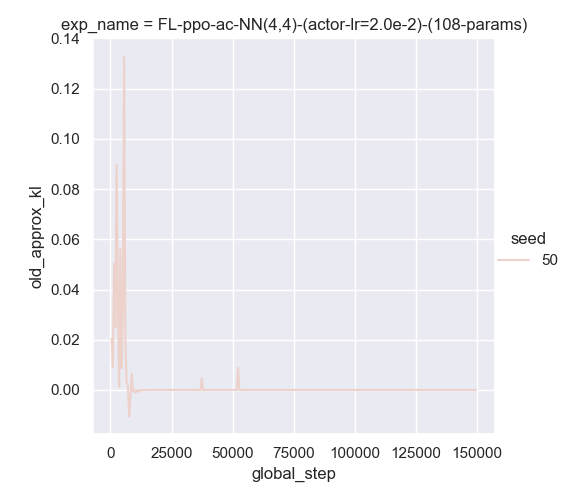 exp_name = FL-ppo-ac-NN(4,4)-(actor-lr=2.0e-2)-(108-params)
0.14
0.12
0.10
0.08
0.06
0.04
0.02
0.00
old_approx_kl
0 25000 50000 75000 100000 125000 150000
global_step
seed
50